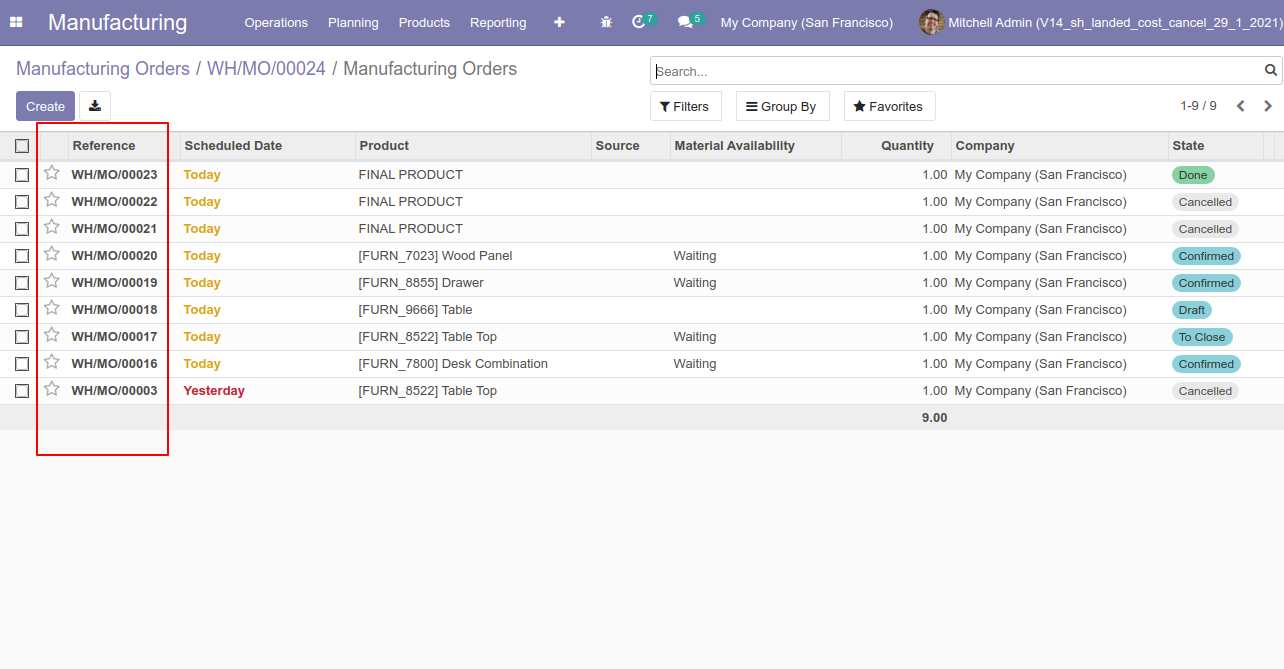 Manufacturing Operations Planning Products Reporting 7 5 My Company (San Francisco) Mitchell Admin (V14_sh_landed_cost_cancel_29_1_2021)
Manufacturing Orders / WH/MO/00024 / Manufacturing Orders
Search...
Create Filters Group By Favorites 1-9 / 9
Reference Scheduled Date Product Source Material Availability Quantity Company State
WH/MO/00023 Today FINAL PRODUCT 1.00 My Company (San Francisco) Done
WH/MO/00022 Today FINAL PRODUCT 1.00 My Company (San Francisco) Cancelled
WH/MO/00021 Today FINAL PRODUCT 1.00 My Company (San Francisco) Cancelled
WH/MO/00020 Today [FURN_7023] Wood Panel Waiting 1.00 My Company (San Francisco) Confirmed
WH/MO/00019 Today [FURN_8855] Drawer Waiting 1.00 My Company (San Francisco) Confirmed
WH/MO/00018 Today [FURN_9666] Table 1.00 My Company (San Francisco) Draft
WH/MO/00017 Today [FURN_8522] Table Top Waiting 1.00 My Company (San Francisco) To Close
WH/MO/00016 Today [FURN_7800] Desk Combination Waiting 1.00 My Company (San Francisco) Confirmed
WH/MO/00003 Yesterday [FURN_8522] Table Top 1.00 My Company (San Francisco) Cancelled
9.00